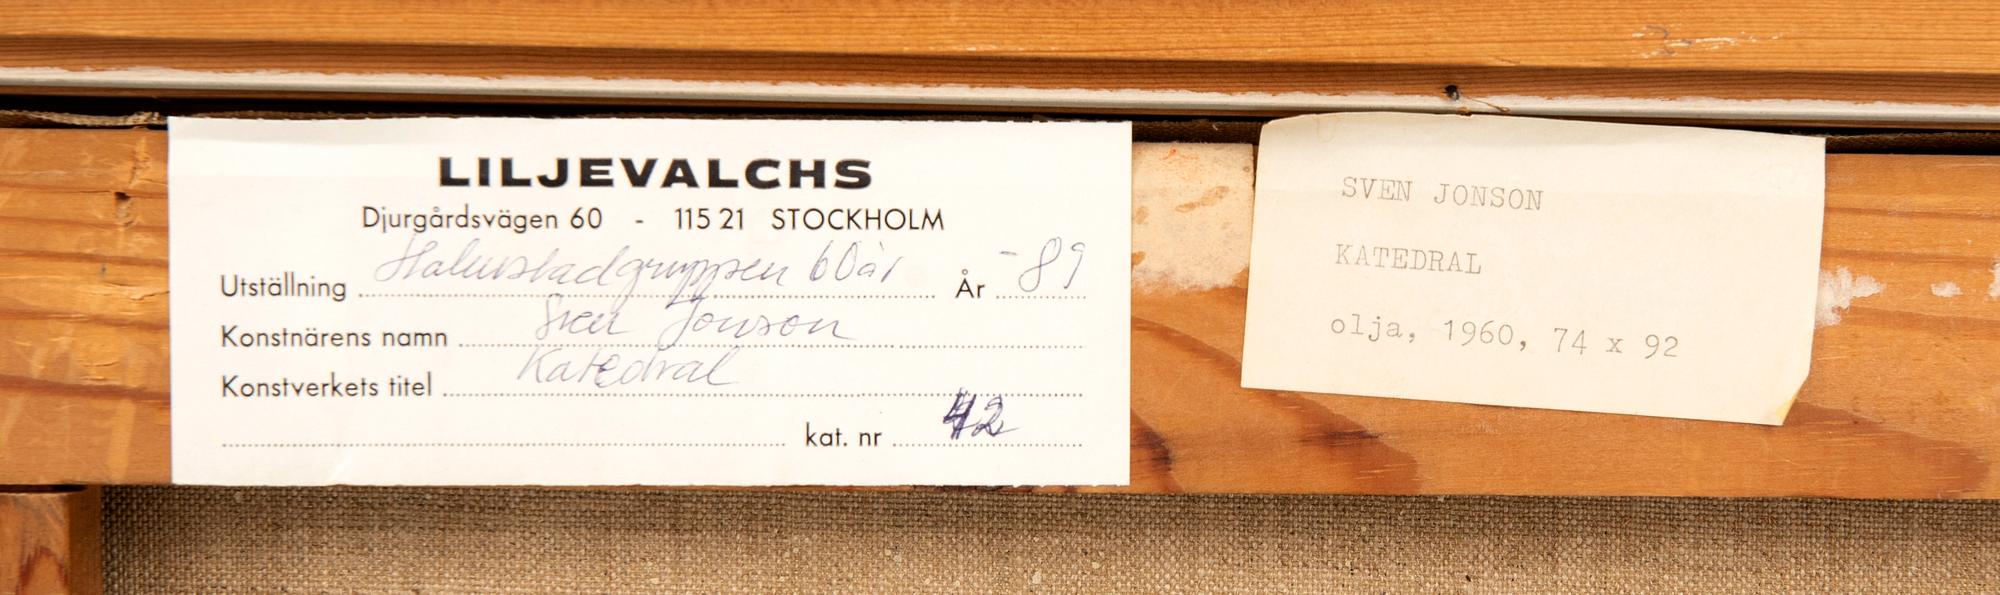 LILJEVALCHS
Djurgårdsvägen 60 - 115 21 STOCKHOLM
Utställning Halmstadgruppen 60 år År -89
Konstnärens namn Sven Jonson
Konstverkets titel Katedral
kat. nr 42
SVEN JONSON
KATEDRAL
olja, 1960, 74 x 92